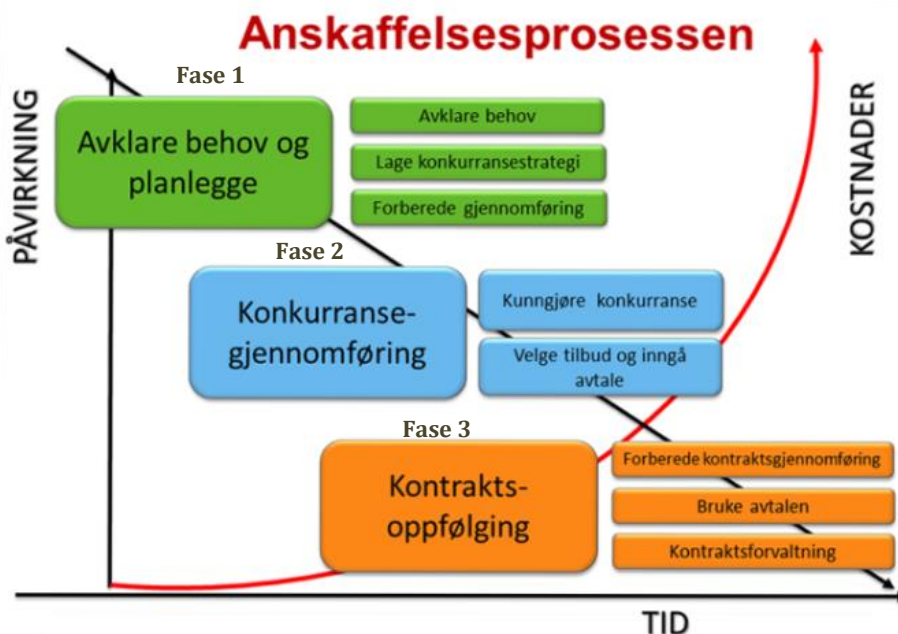 Anskaffelsesprosessen
PÅVIRKNING
KOSTNADER
Fase 1
Avklare behov og
planlegge
Avklare behov
Lage konkurransestrategi
Forberede gjennomføring
Fase 2
Konkurranse-
gjennomføring
Kunngjøre konkurranse
Velge tilbud og inngå
avtale
Fase 3
Kontrakts-
oppfølging
Forberede kontraktsgjennomføring
Bruke avtalen
Kontraktsforvaltning
TID